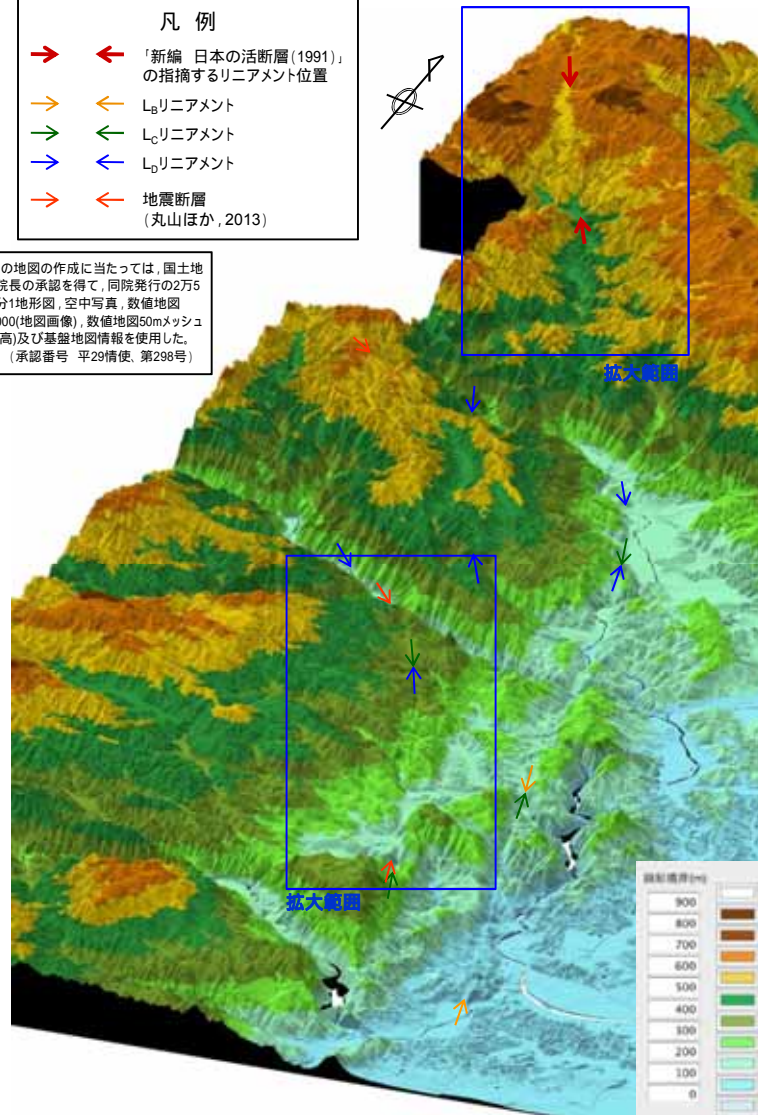 凡 例
「新編 日本の活断層(1991)」
の指摘するリニアメント位置
LBリニアメント
LCリニアメント
LDリニアメント
地震断層
(丸山ほか,2013)
の地図の作成に当たっては,国土地
院長の承認を得て,同院発行の2万5
分1地形図,空中写真,数値地図
000(地図画像),数値地図50mメッシュ
高)及び基盤地図情報を使用した。
(承認番号 平29情使、第298号)
拡大範囲
拡大範囲
900
800
700
600
500
400
300
200
100
0